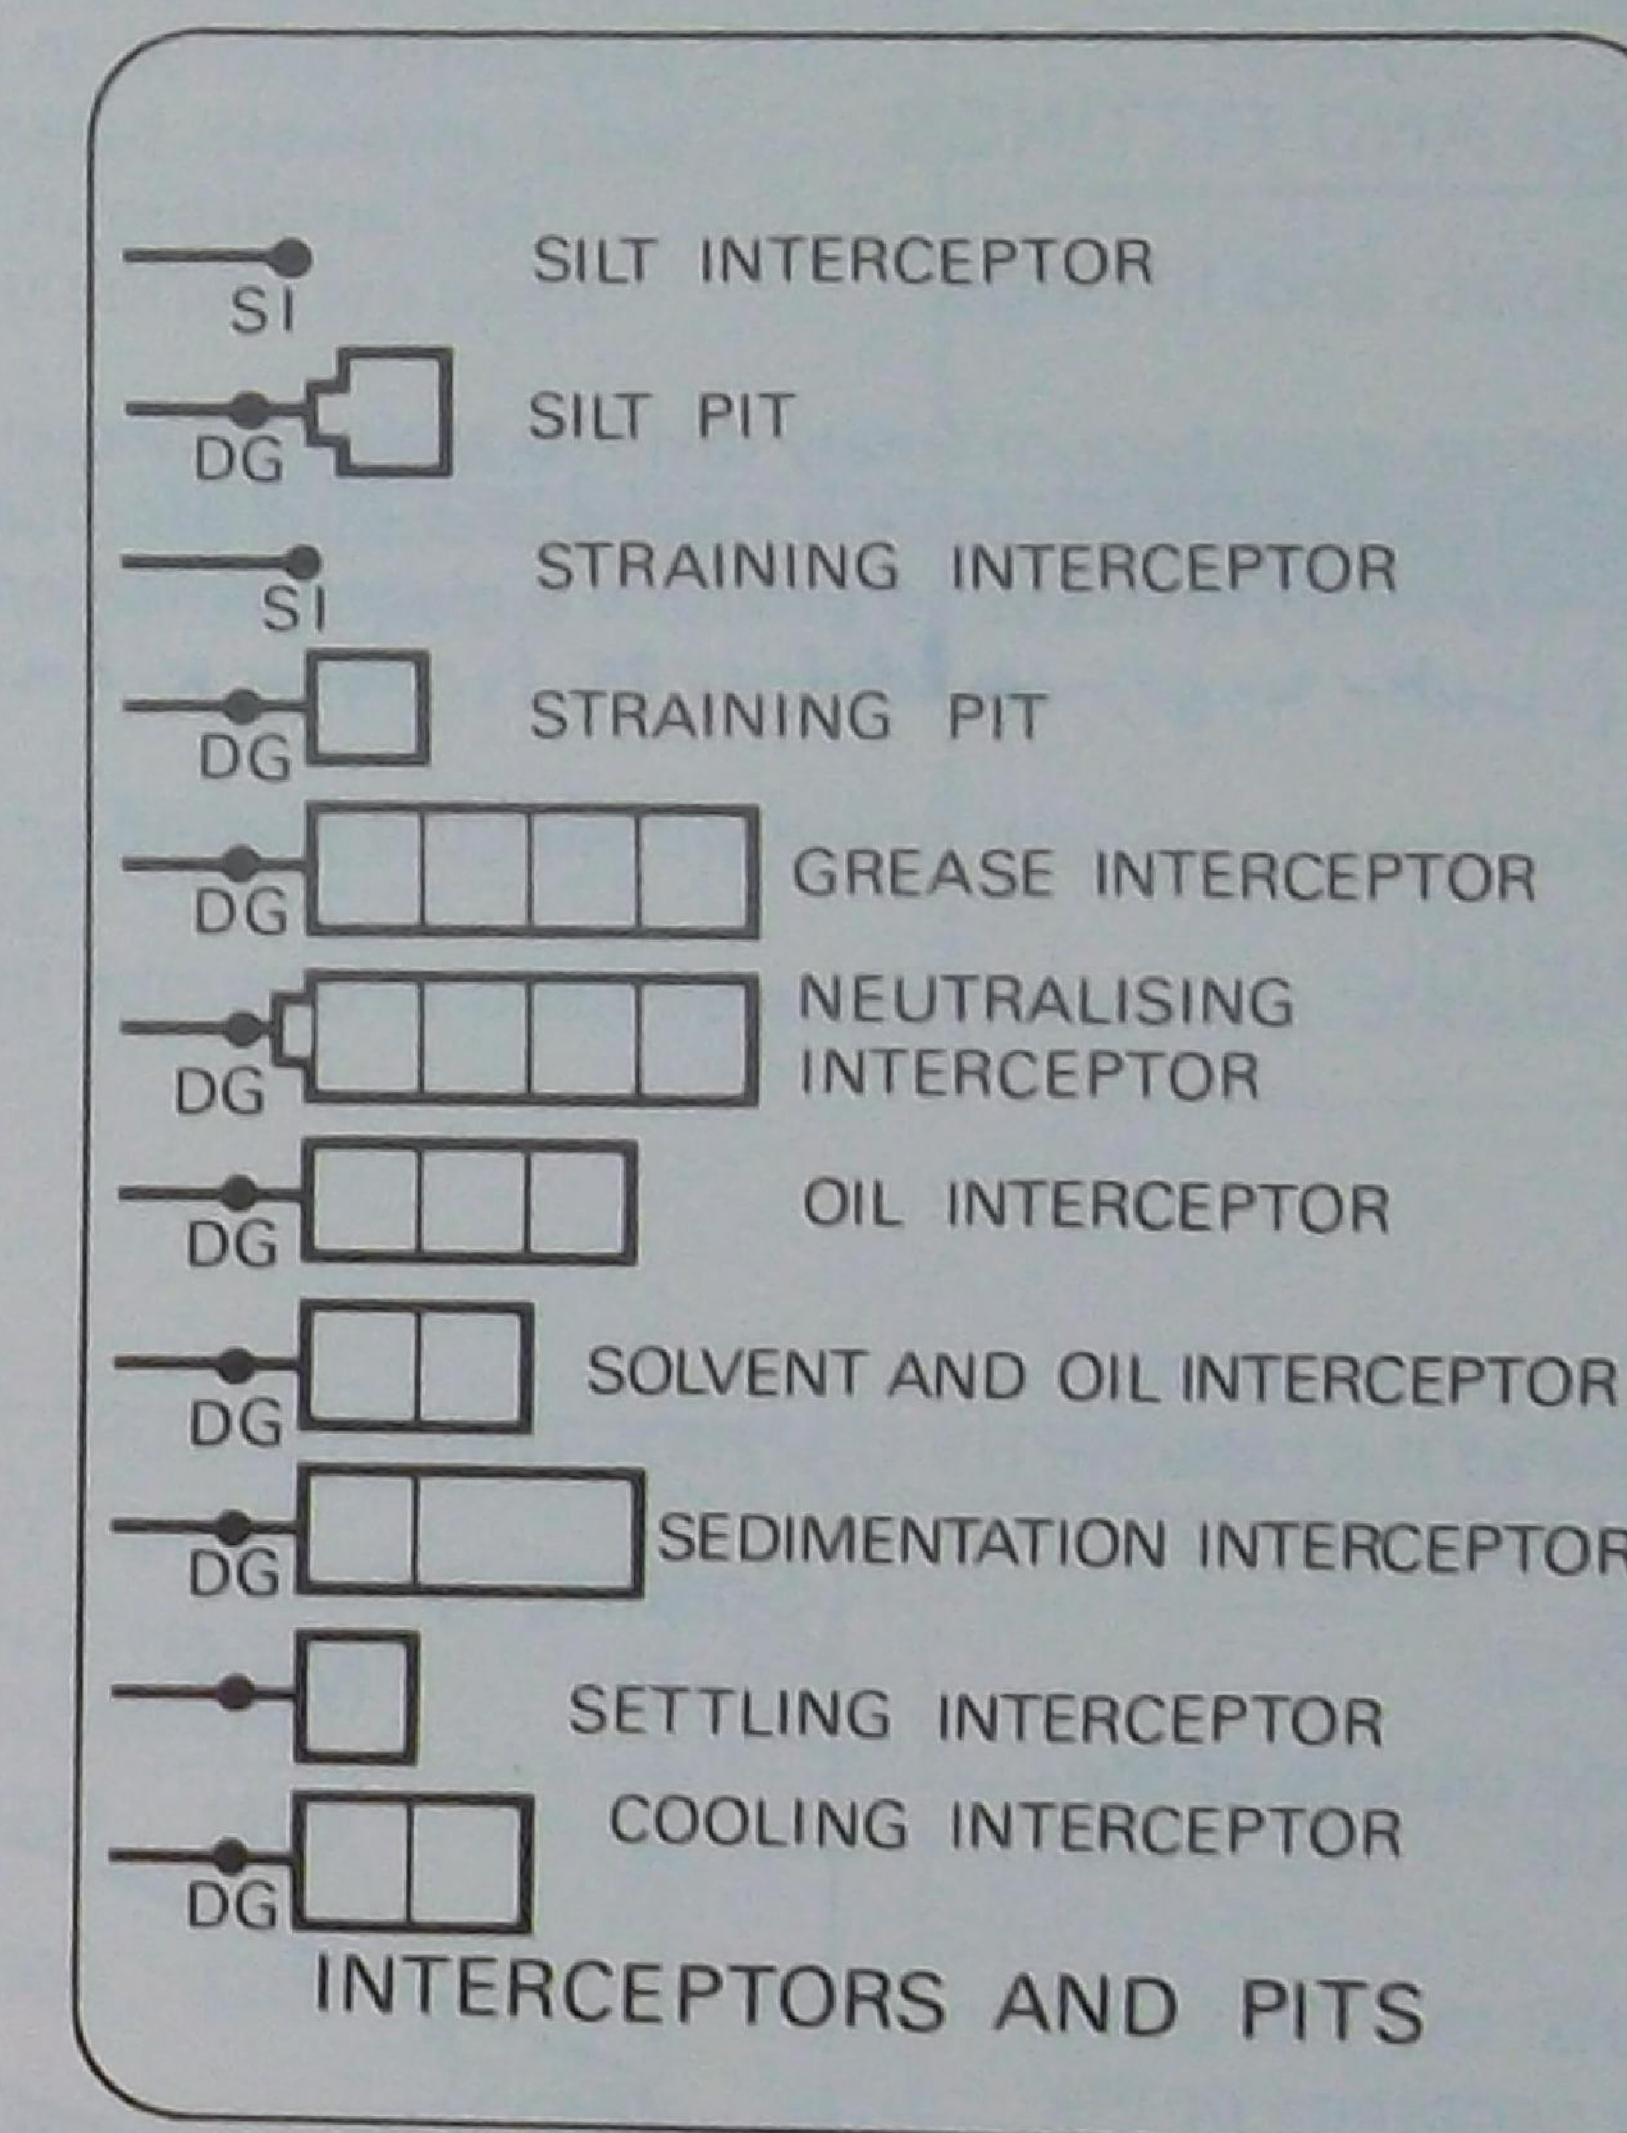 SILT INTERCEPTOR
SI
SILT PIT
DG
STRAINING INTERCEPTOR
SI
STRAINING PIT
DG
GREASE INTERCEPTOR
DG
NEUTRALISING
INTERCEPTOR
DG
OIL INTERCEPTOR
DG
SOLVENT AND OIL INTERCEPTOR
DG
SEDIMENTATION INTERCEPTOR
DG
SETTLING INTERCEPTOR
COOLING INTERCEPTOR
DG
INTERCEPTORS AND PITS